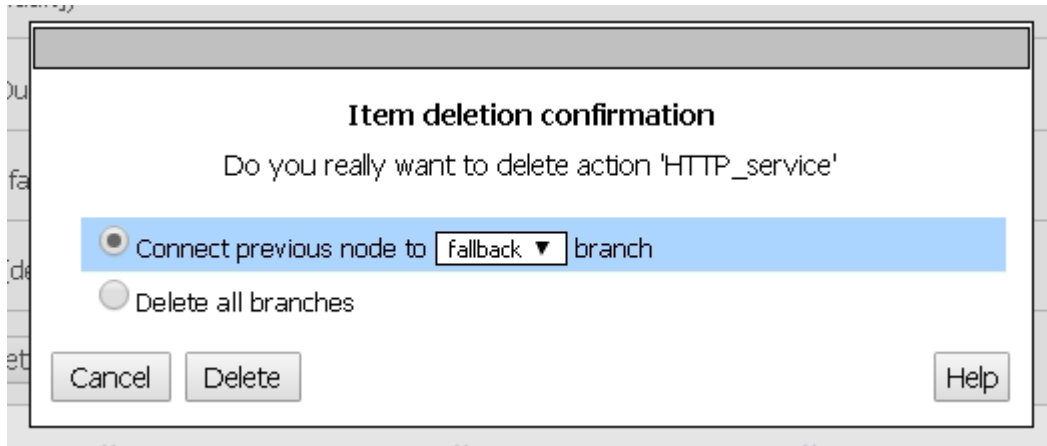 Item deletion confirmation
Do you really want to delete action 'HTTP_service'
Connect previous node to fallback ▼ branch
Delete all branches
Cancel Delete Help